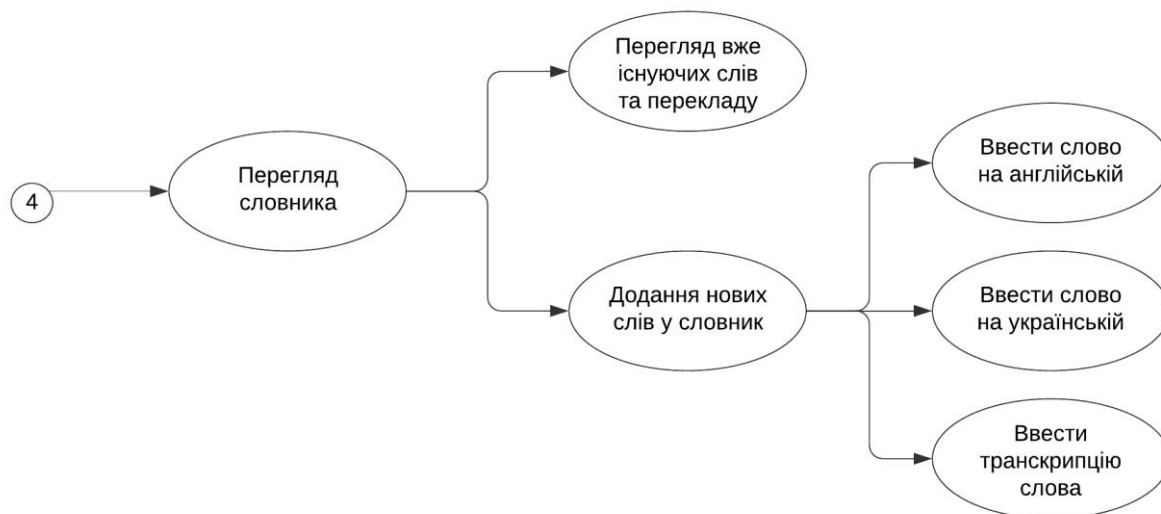 4
Перегляд
словника
Перегляд вже
існуючих слів
та перекладу
Додання нових
слів у словник
Ввести слово
на англійській
Ввести слово
на українській
Ввести
транскрипцію
слова